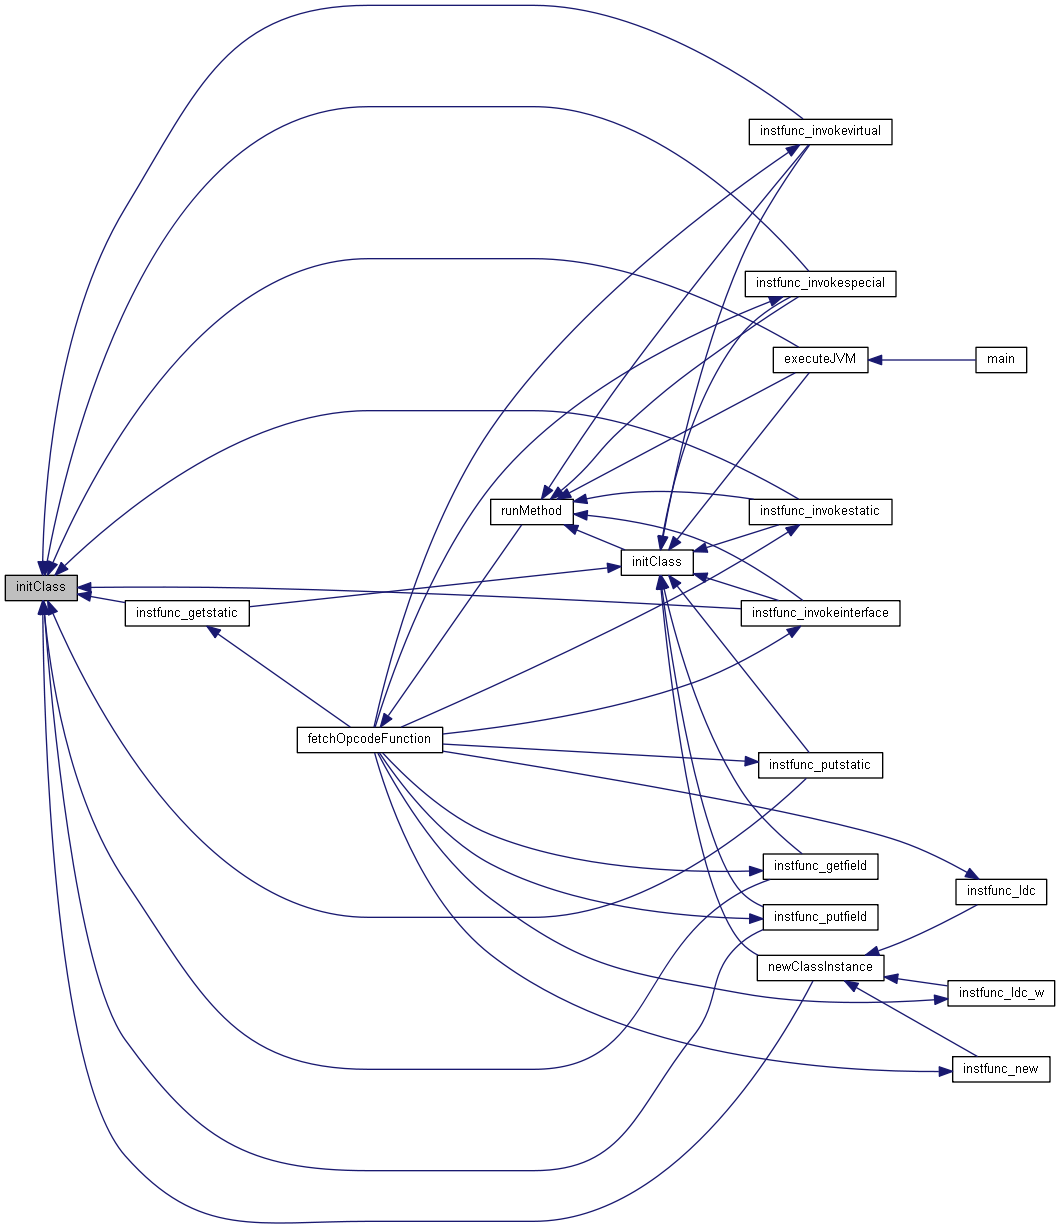 instfunc_invokevirtual
instfunc_invokespecial
executeJVM
main
runMethod
instfunc_invokestatic
initClass
initClass
instfunc_getstatic
instfunc_invokeinterface
fetchOpcodeFunction
instfunc_putstatic
instfunc_getfield
instfunc_ldc
instfunc_putfield
newClassInstance
instfunc_ldc_w
instfunc_new